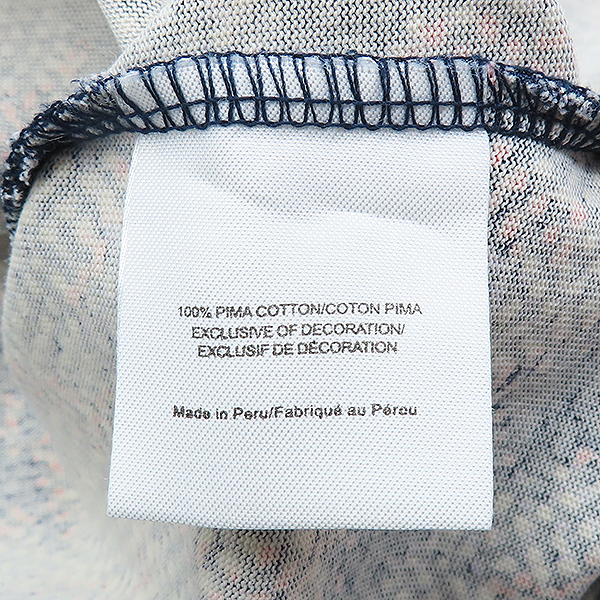 100% PIMA COTTON/COTON PIMA
EXCLUSIVE OF DECORATION/
EXCLUSIF DE DÉCORATION
Made in Peru/Fabriqué au Pérou